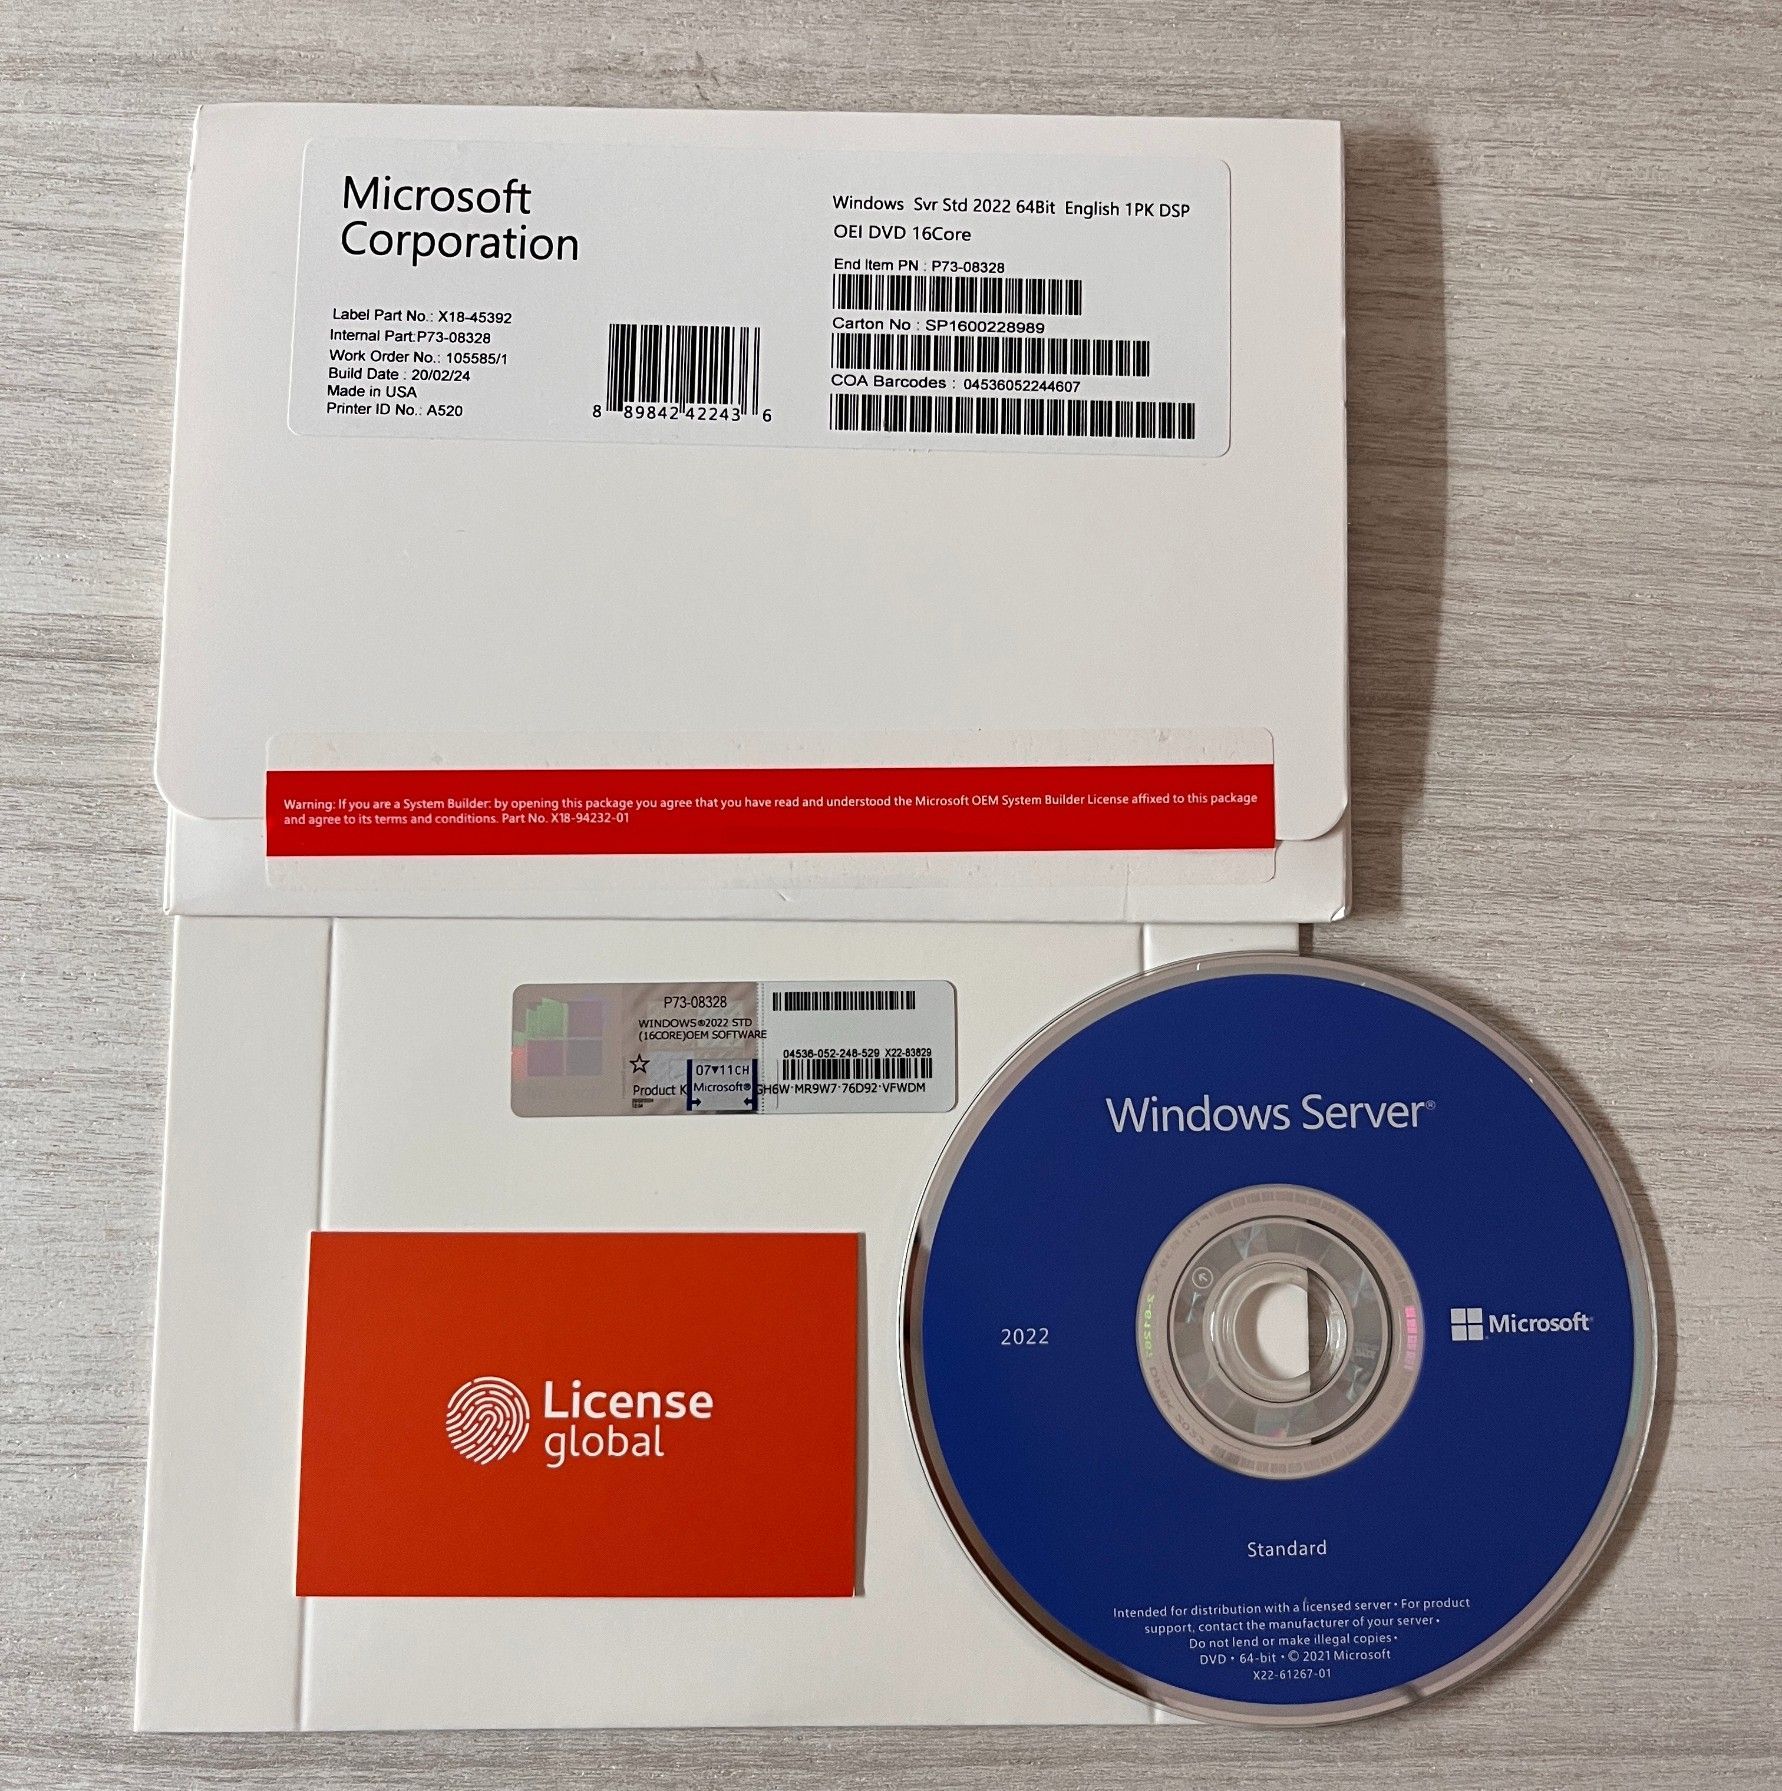 Microsoft
Corporation
Label Part No.: X18-45392
Internal Part:P73-08328
Work Order No.: 105585/1
Build Date : 20/02/24
Made in USA
Printer ID No.: A520
8 89842 42243 6
Windows Svr Std 2022 64Bit English 1PK DSP
OEI DVD 16Core
End Item PN : P73-08328
Carton No : SP1600228989
COA Barcodes : 04536052244607
Warning: If you are a System Builder: by opening this package you agree that you have read and understood the Microsoft OEM System Builder License affixed to this package
and agree to its terms and conditions. Part No. X18-94232-01
P73-08328
WINDOWS®2022 STD
(16CORE)OEM SOFTWARE
04536-052-248-529 X22-83829
07▾11CH
Product K
Microsoft®
GH6W·MR9W7·76D92·VFWDM
License
global
Windows Server®
2022
Microsoft
Standard
Intended for distribution with a licensed server • For product
support, contact the manufacturer of your server •
Do not lend or make illegal copies •
DVD • 64-bit • © 2021 Microsoft
X22-61267-01